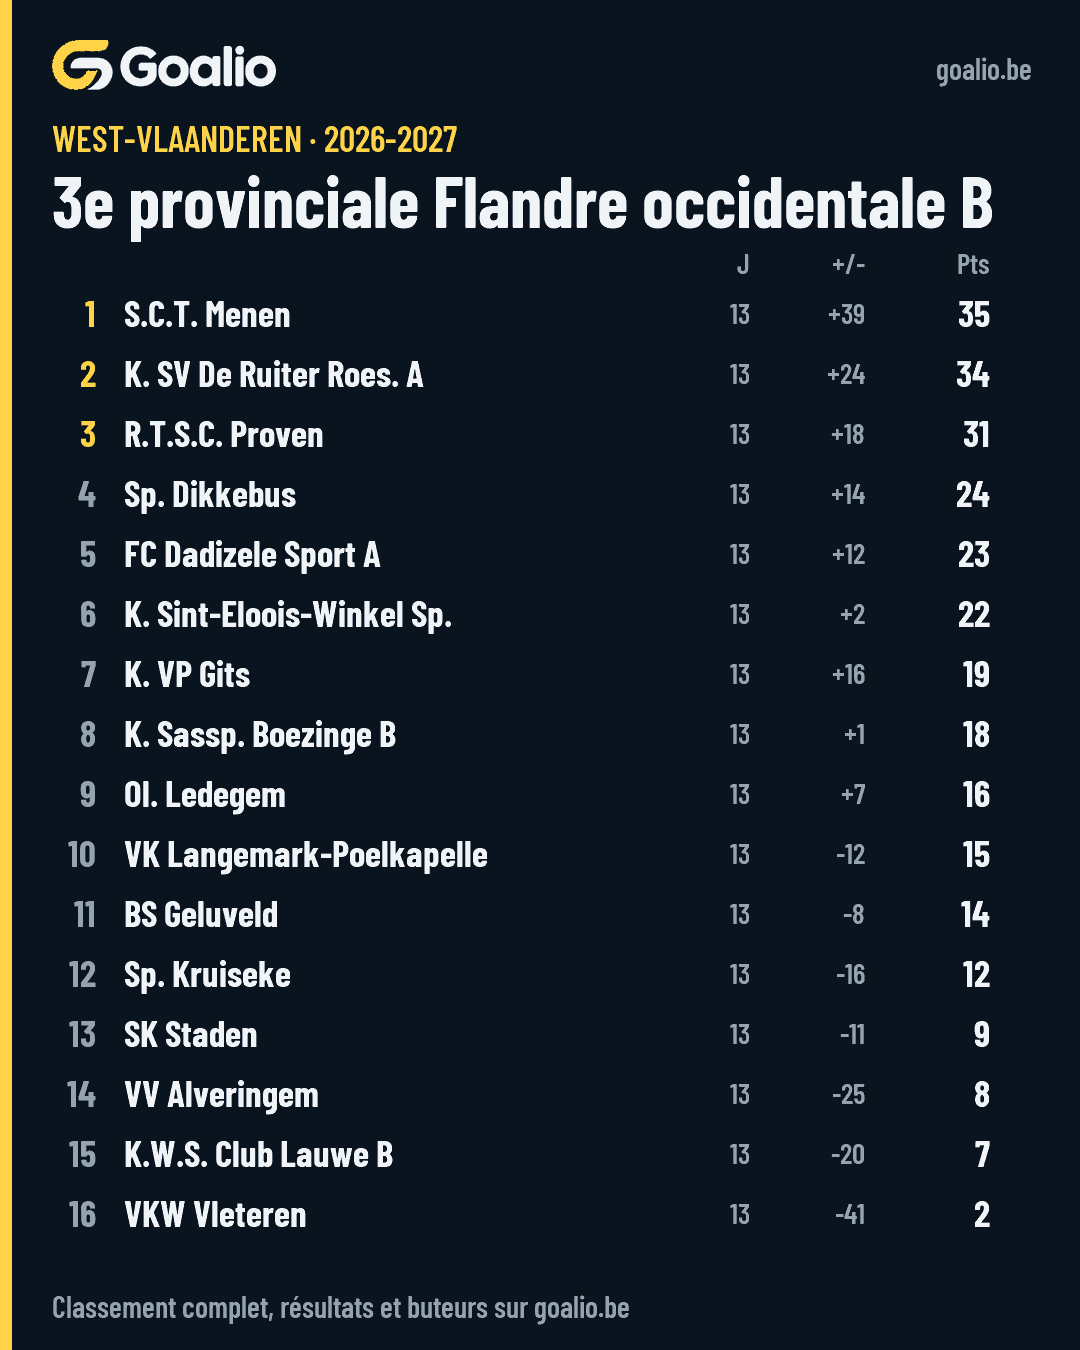 Goalio goalio.be
WEST-VLAANDEREN · 2026-2027
3e provinciale Flandre occidentale B
J +/- Pts
1 S.C.T. Menen 13 +39 35
2 K. SV De Ruiter Roes. A 13 +24 34
3 R.T.S.C. Proven 13 +18 31
4 Sp. Dikkebus 13 +14 24
5 FC Dadizele Sport A 13 +12 23
6 K. Sint-Eloois-Winkel Sp. 13 +2 22
7 K. VP Gits 13 +16 19
8 K. Sassp. Boezinge B 13 +1 18
9 Ol. Ledegem 13 +7 16
10 VK Langemark-Poelkapelle 13 -12 15
11 BS Geluveld 13 -8 14
12 Sp. Kruiseke 13 -16 12
13 SK Staden 13 -11 9
14 VV Alveringem 13 -25 8
15 K.W.S. Club Lauwe B 13 -20 7
16 VKW Vleteren 13 -41 2
Classement complet, résultats et buteurs sur goalio.be